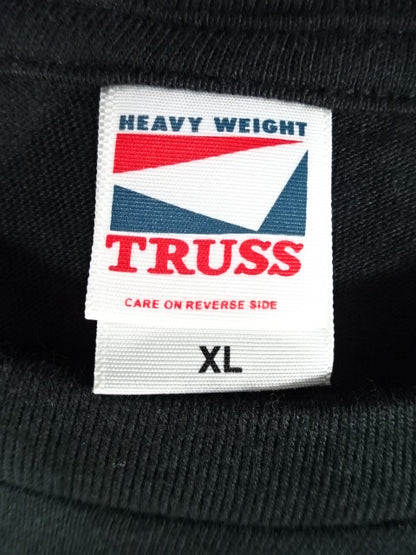 HEAVY WEIGHT
TRUSS
CARE ON REVERSE SIDE
XL